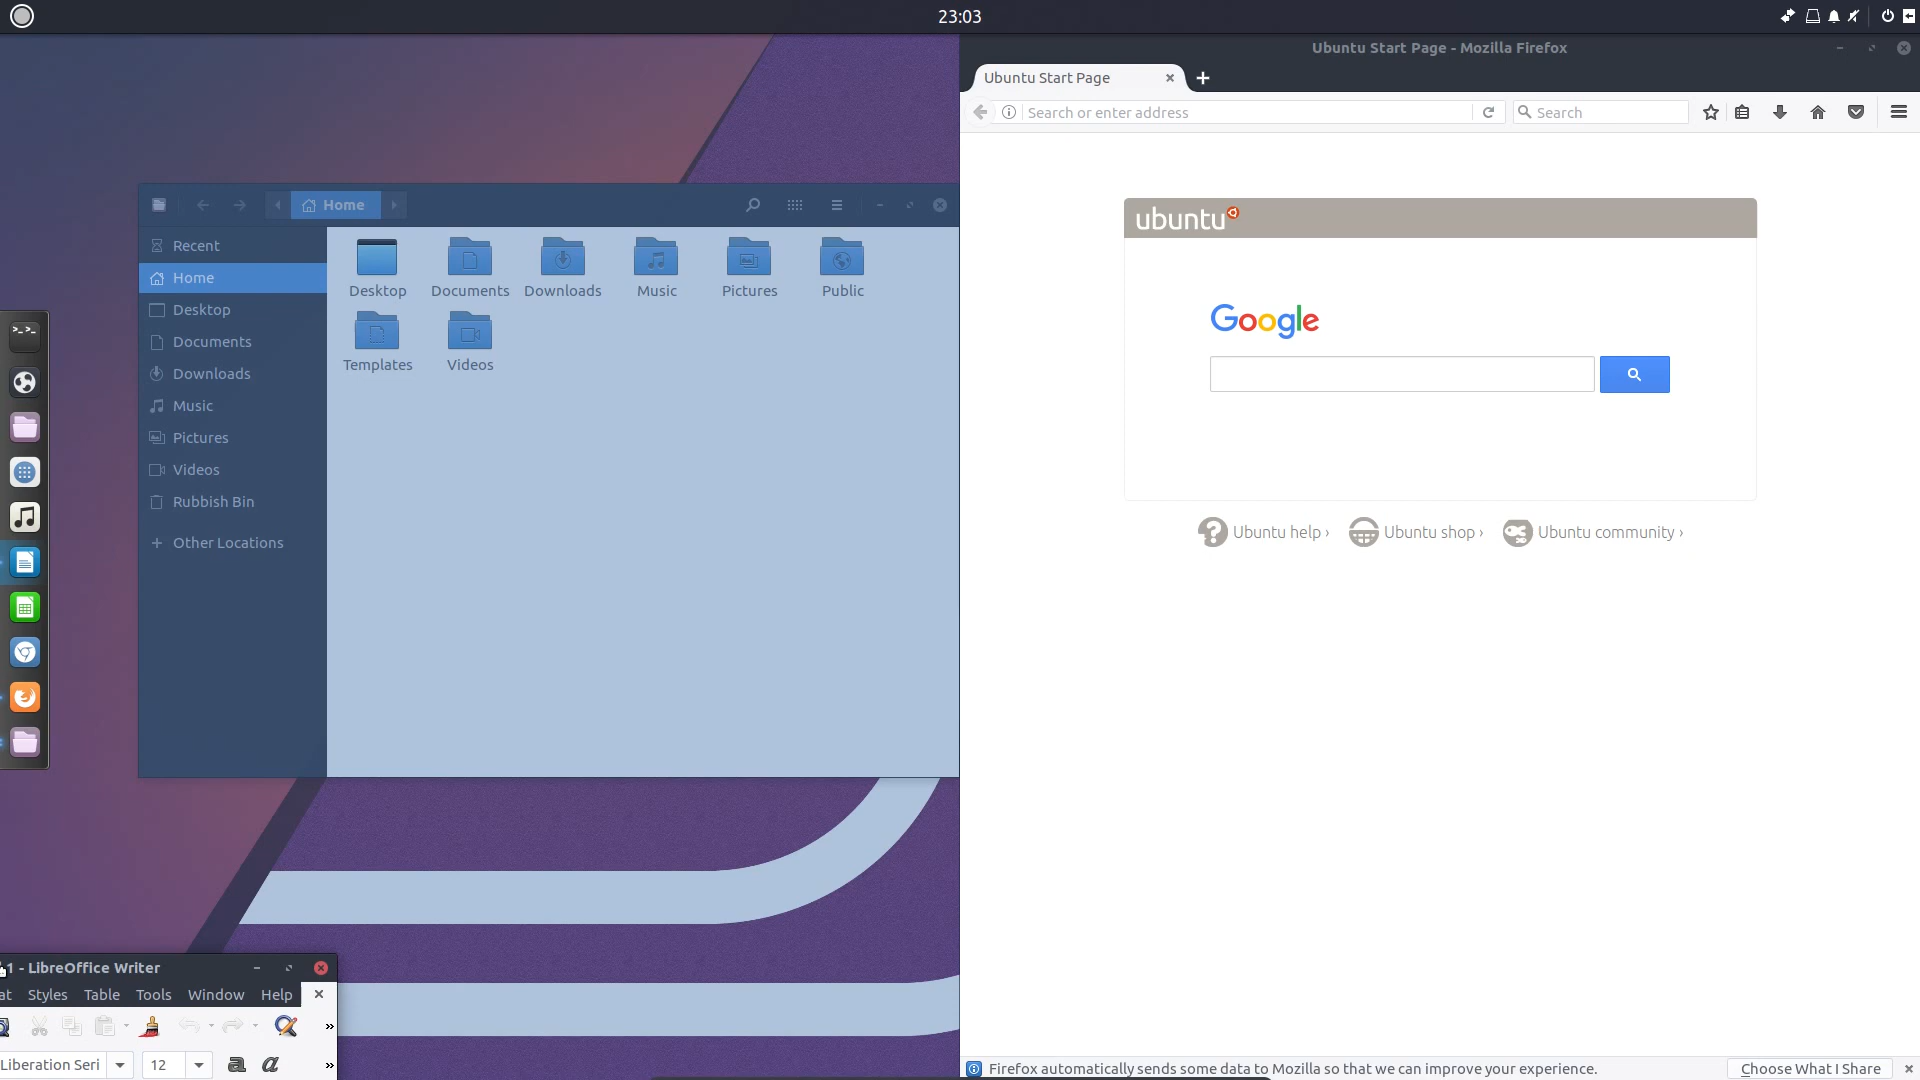 23:03
Ubuntu Start Page - Mozilla Firefox
Ubuntu Start Page
Search or enter address
Search
Home
Recent
Home
Desktop
Documents
Downloads
Music
Pictures
Videos
Rubbish Bin
Other Locations
Desktop
Documents
Downloads
Music
Pictures
Public
Templates
Videos
ubuntu
Google
Ubuntu help ›
Ubuntu shop ›
Ubuntu community ›
1 - LibreOffice Writer
at Styles Table Tools Window Help
Liberation Seri 12 a a
Firefox automatically sends some data to Mozilla so that we can improve your experience.
Choose What I Share